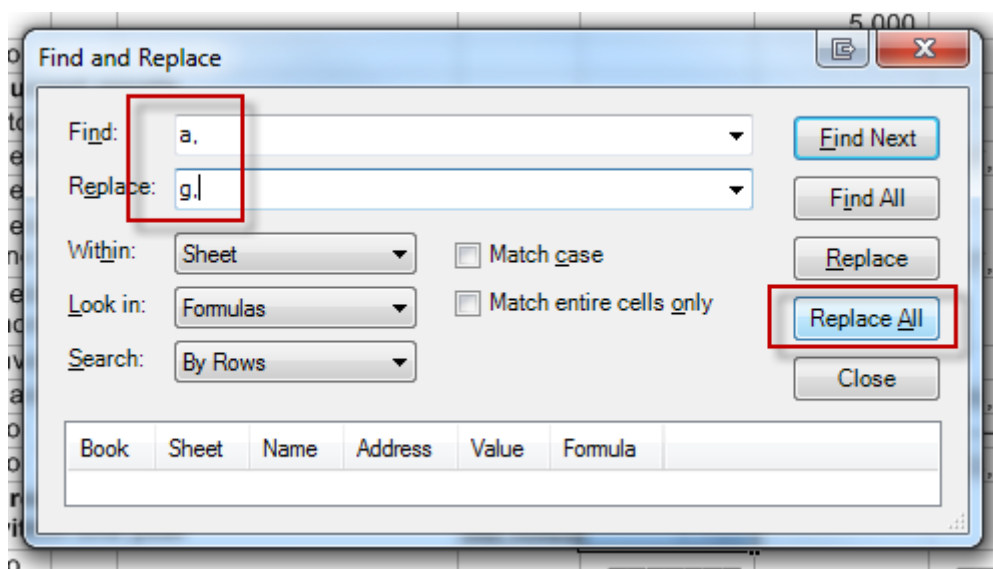 5,000
Find and Replace
Find: a, Find Next
Replace: g, Find All
Within: Sheet Match case Replace
Look in: Formulas Match entire cells only Replace All
Search: By Rows Close
Book Sheet Name Address Value Formula